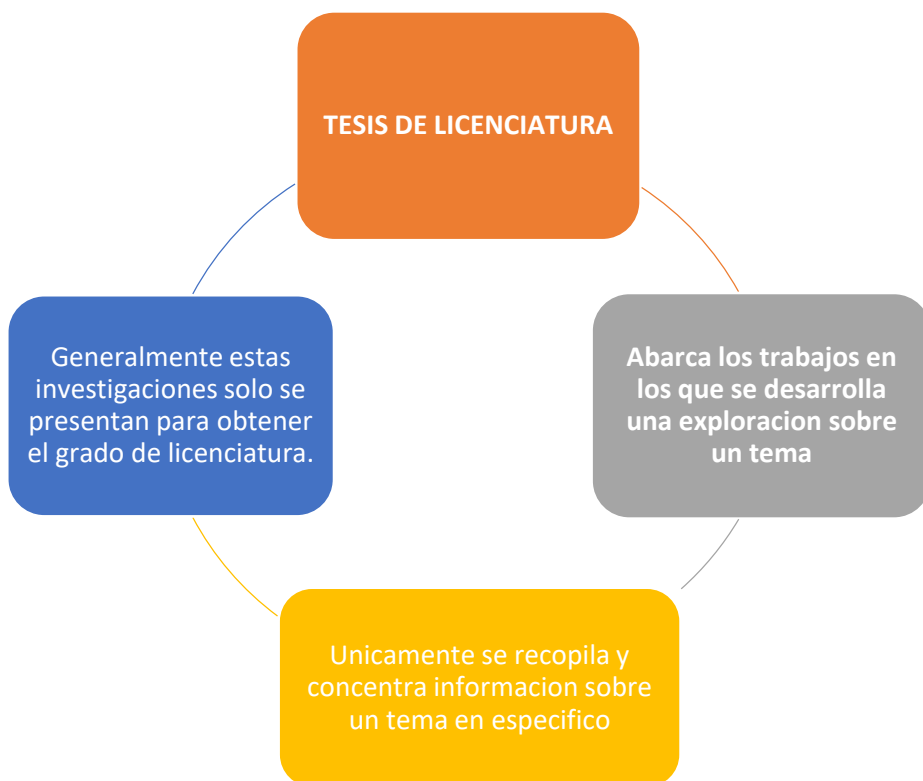 TESIS DE LICENCIATURA
Abarca los trabajos en
los que se desarrolla
una exploracion sobre
un tema
Unicamente se recopila y
concentra informacion sobre
un tema en especifico
Generalmente estas
investigaciones solo se
presentan para obtener
el grado de licenciatura.